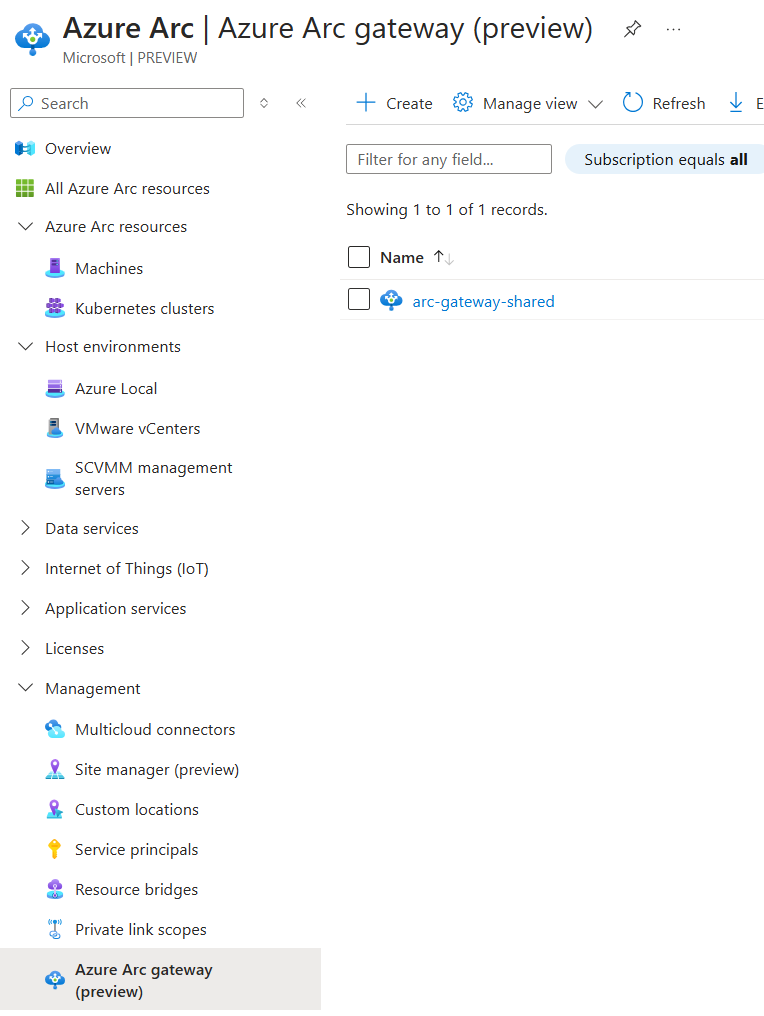 Azure Arc | Azure Arc gateway (preview)
Microsoft | PREVIEW
Search
Overview
All Azure Arc resources
Azure Arc resources
Machines
Kubernetes clusters
Host environments
Azure Local
VMware vCenters
SCVMM management
servers
Data services
Internet of Things (IoT)
Application services
Licenses
Management
Multicloud connectors
Site manager (preview)
Custom locations
Service principals
Resource bridges
Private link scopes
Azure Arc gateway
(preview)
Create Manage view Refresh E
Filter for any field... Subscription equals all
Showing 1 to 1 of 1 records.
Name
arc-gateway-shared